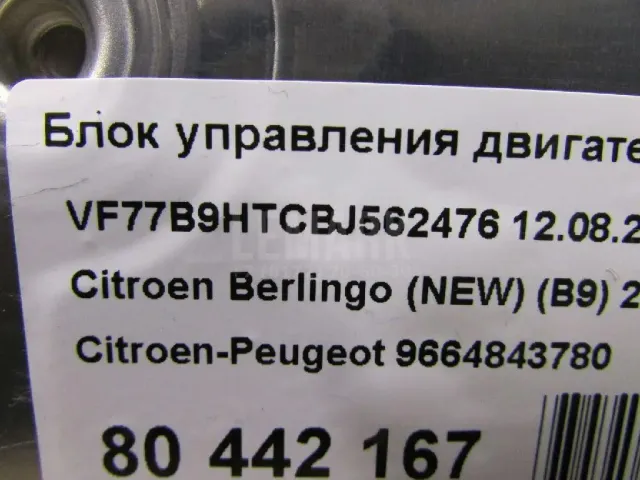 Блок управления двигате
VF77B9HTCBJ562476 12.08.2
Citroen Berlingo (NEW) (B9) 2
Citroen-Peugeot 9664843780
80 442 167